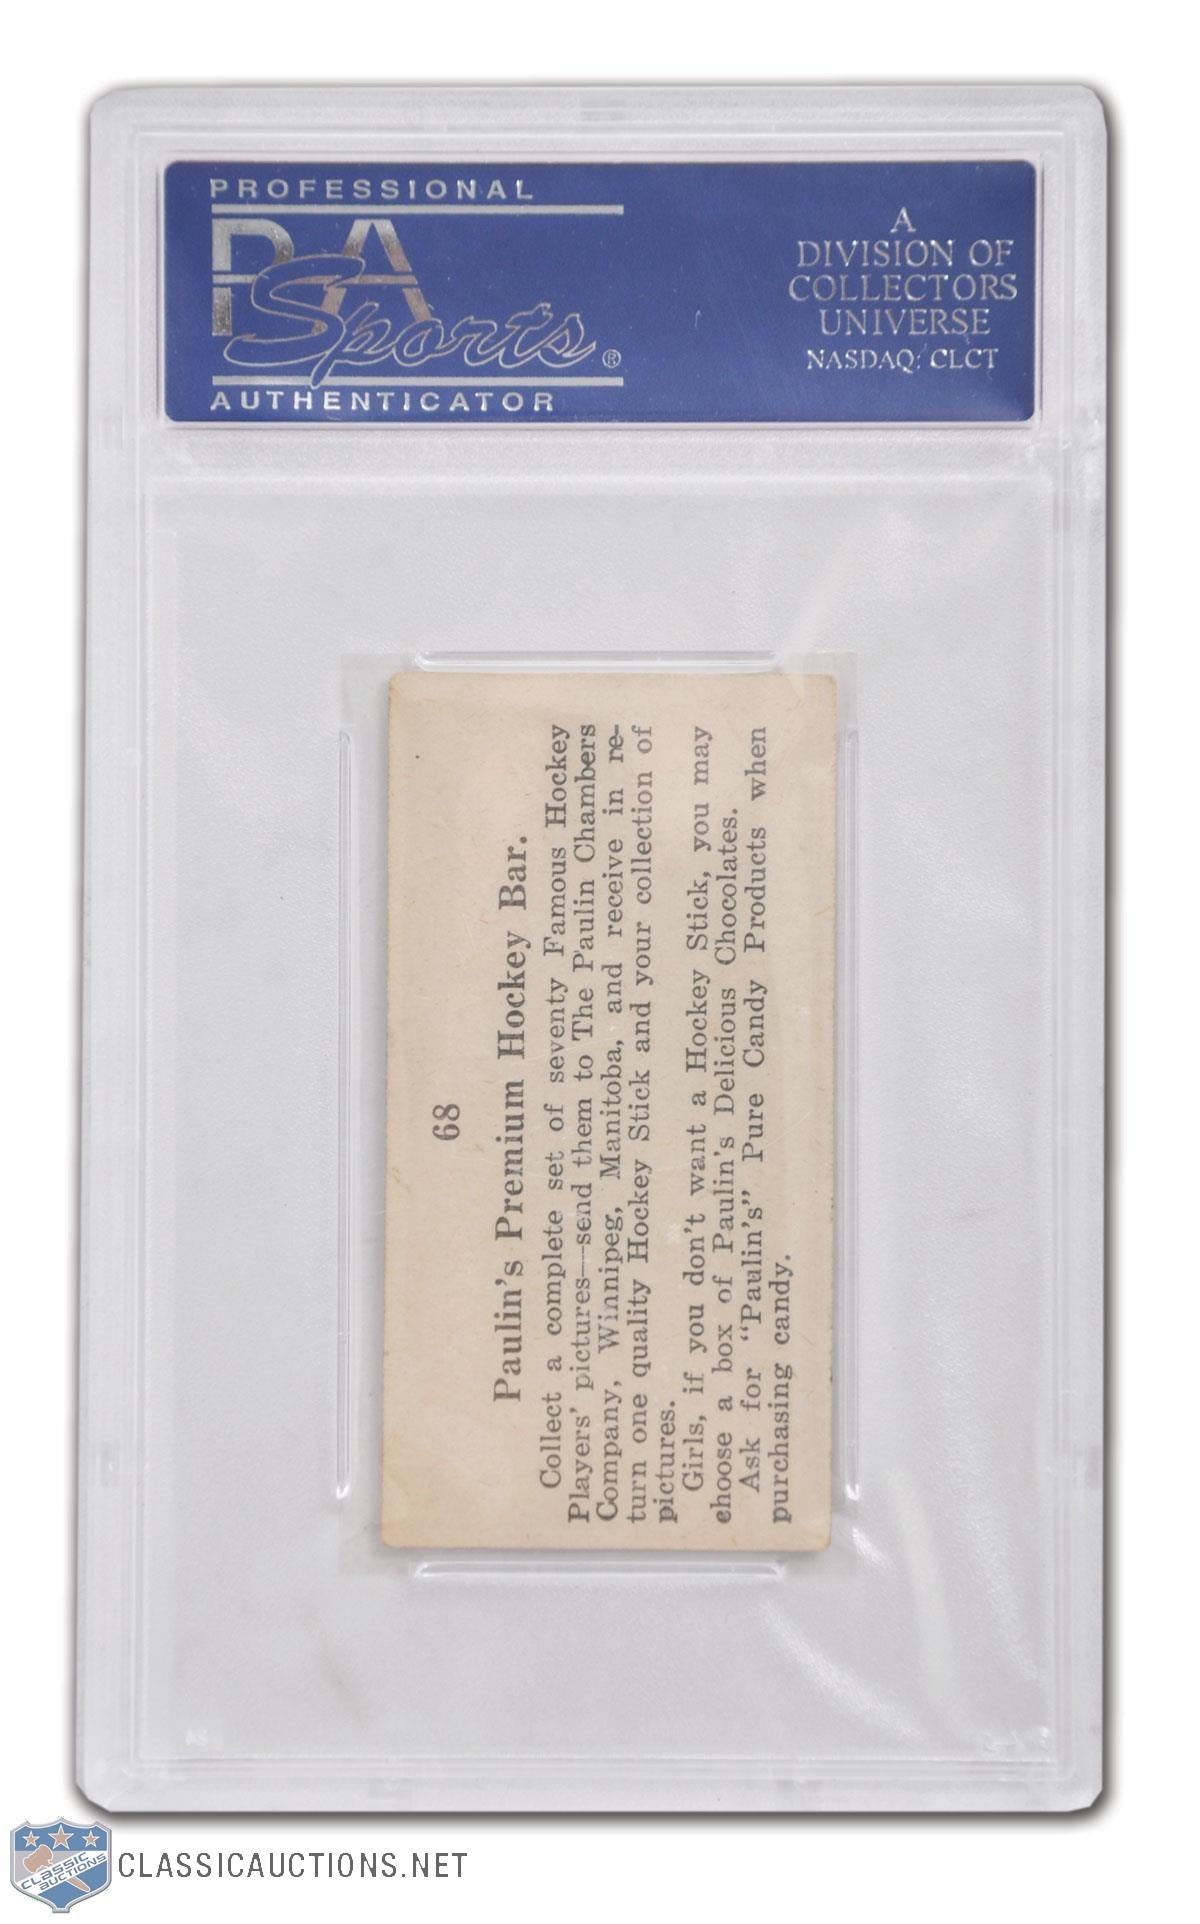 PROFESSIONAL
PSA
Sports®
AUTHENTICATOR
A
DIVISION OF
COLLECTORS
UNIVERSE
NASDAQ: CLCT
68
Paulin's Premium Hockey Bar.
Collect a complete set of seventy Famous Hockey
Players' pictures—send them to The Paulin Chambers
Company, Winnipeg, Manitoba, and receive in re-
turn one quality Hockey Stick and your collection of
pictures.
Girls, if you don't want a Hockey Stick, you may
choose a box of Paulin's Delicious Chocolates.
Ask for "Paulin's" Pure Candy Products when
purchasing candy.
CLASSIC
AUCTIONS
CLASSICAUCTIONS.NET